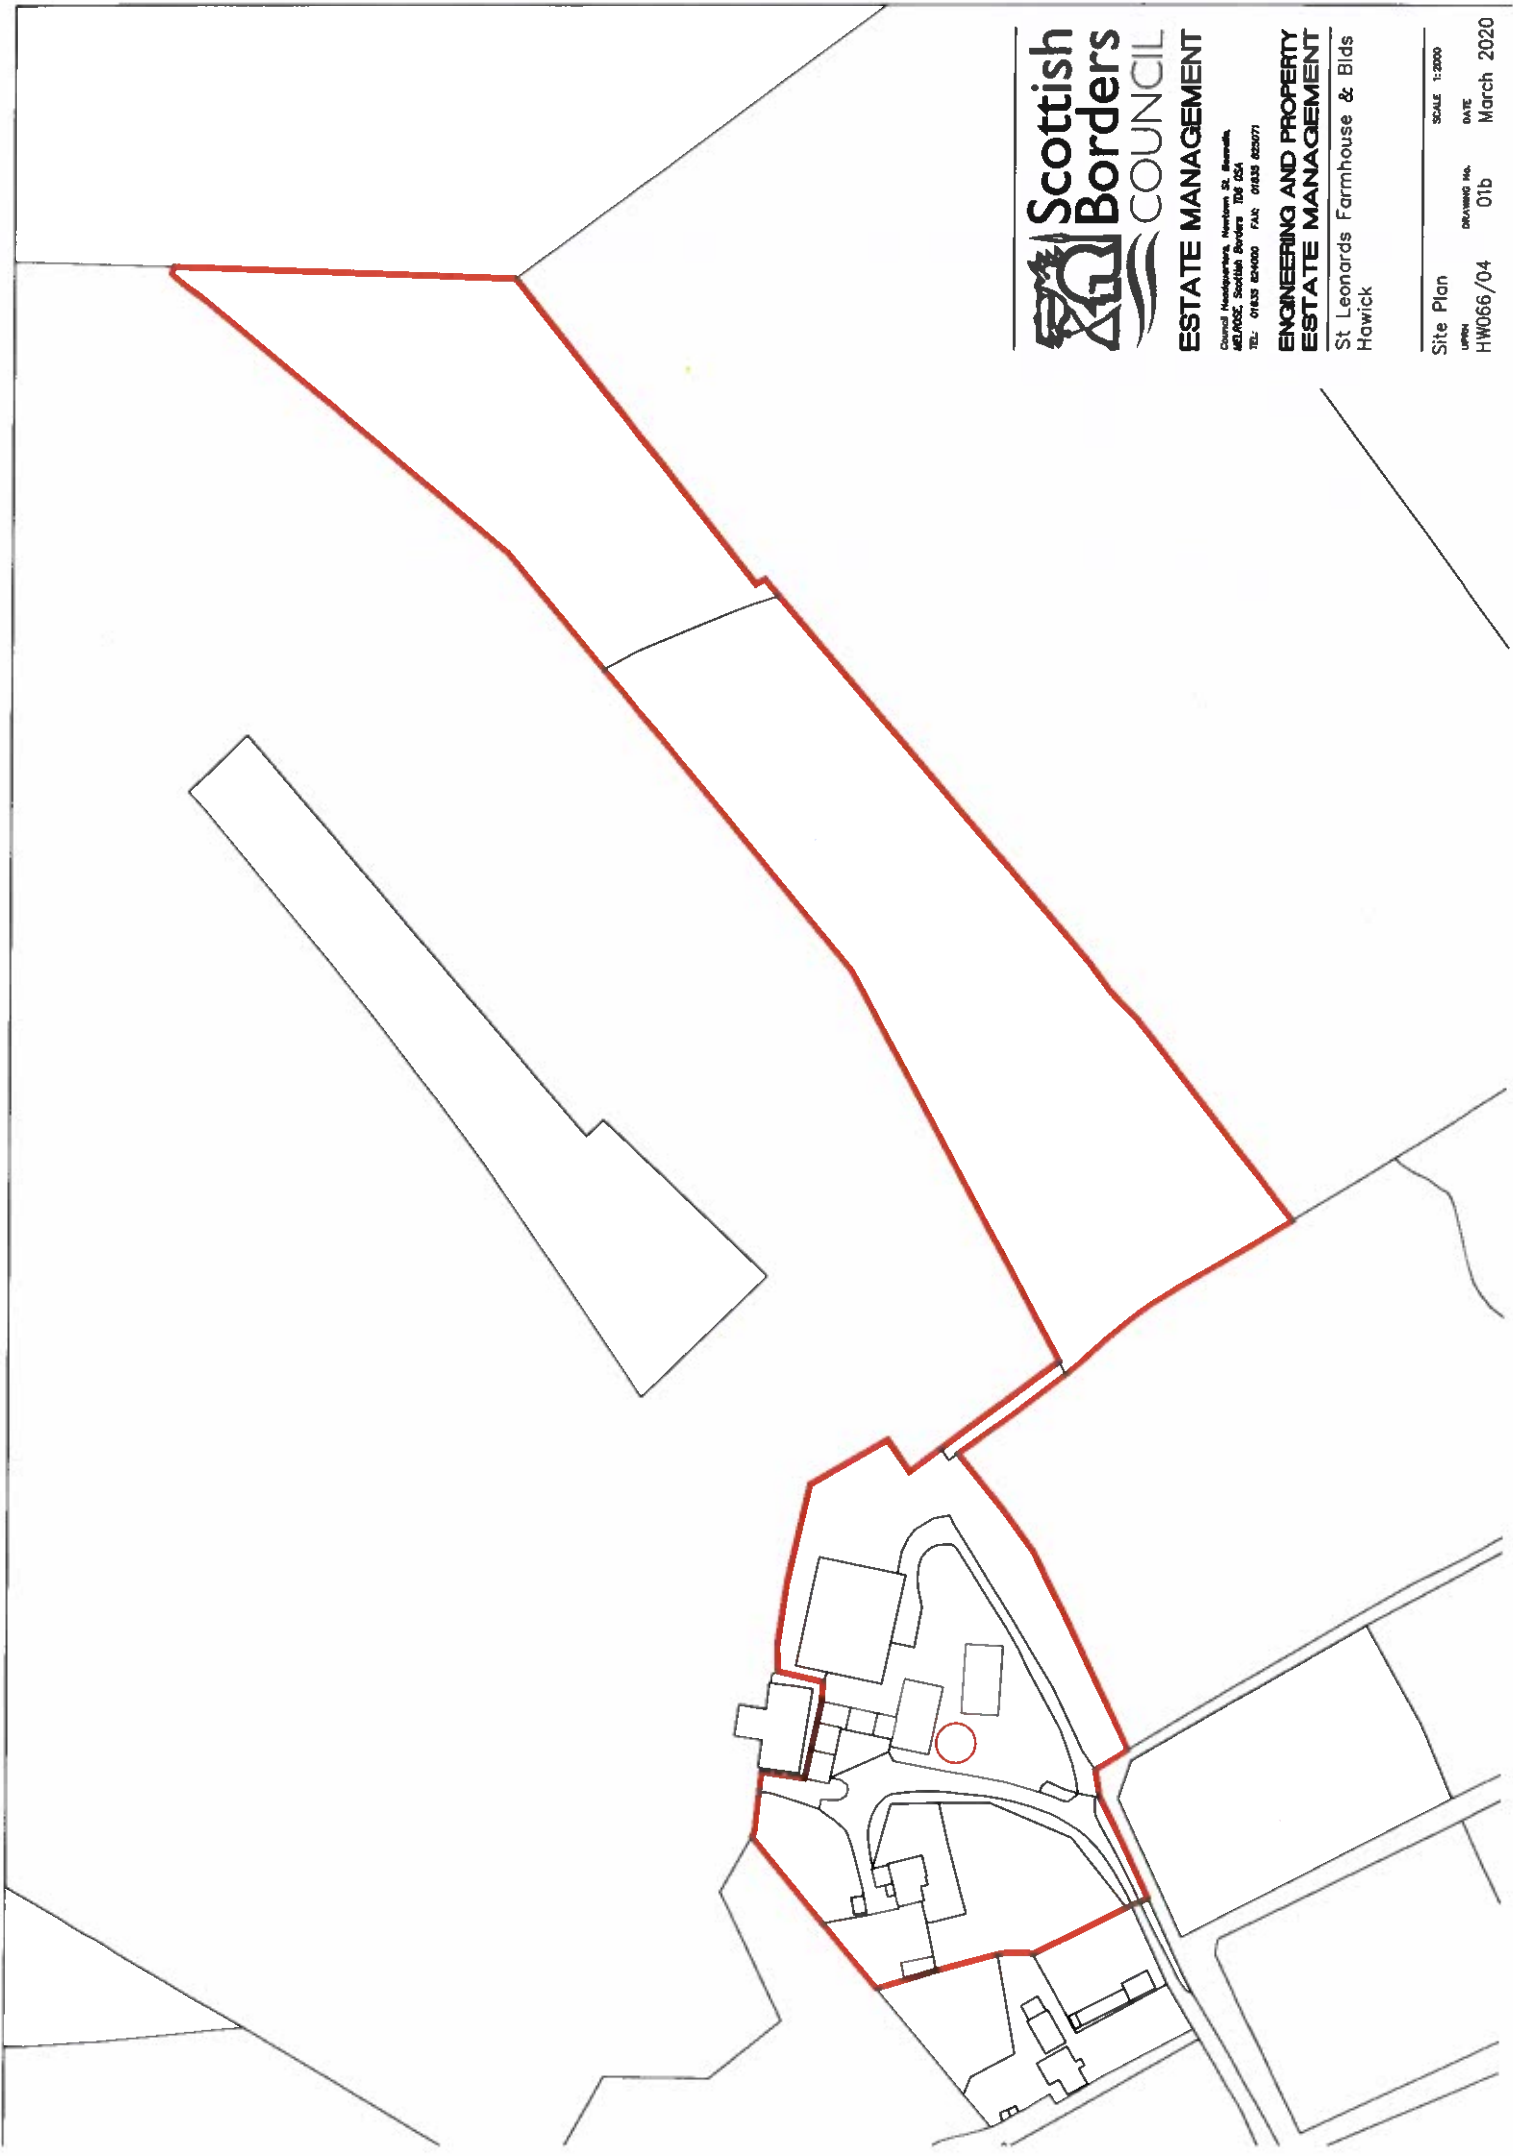 Scottish
Borders
COUNCIL
ESTATE MANAGEMENT
Council Headquarters, Newtown St. Boswells,
MELROSE, Scottish Borders TD6 0SA
TEL: 01835 824000 FAX: 01835 823071
ENGINEERING AND PROPERTY
ESTATE MANAGEMENT
St Leonards Farmhouse & Blds
Hawick
Site Plan SCALE 1:2000
UPRN DRAWING No. DATE
HW066/04 01b March 2020